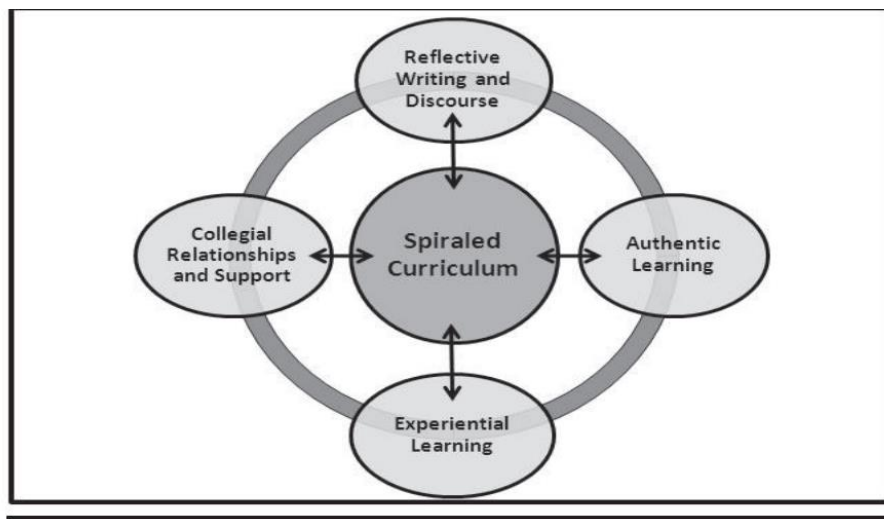 Reflective
Writing and
Discourse
Collegial
Relationships
and Support
Spiraled
Curriculum
Authentic
Learning
Experiential
Learning